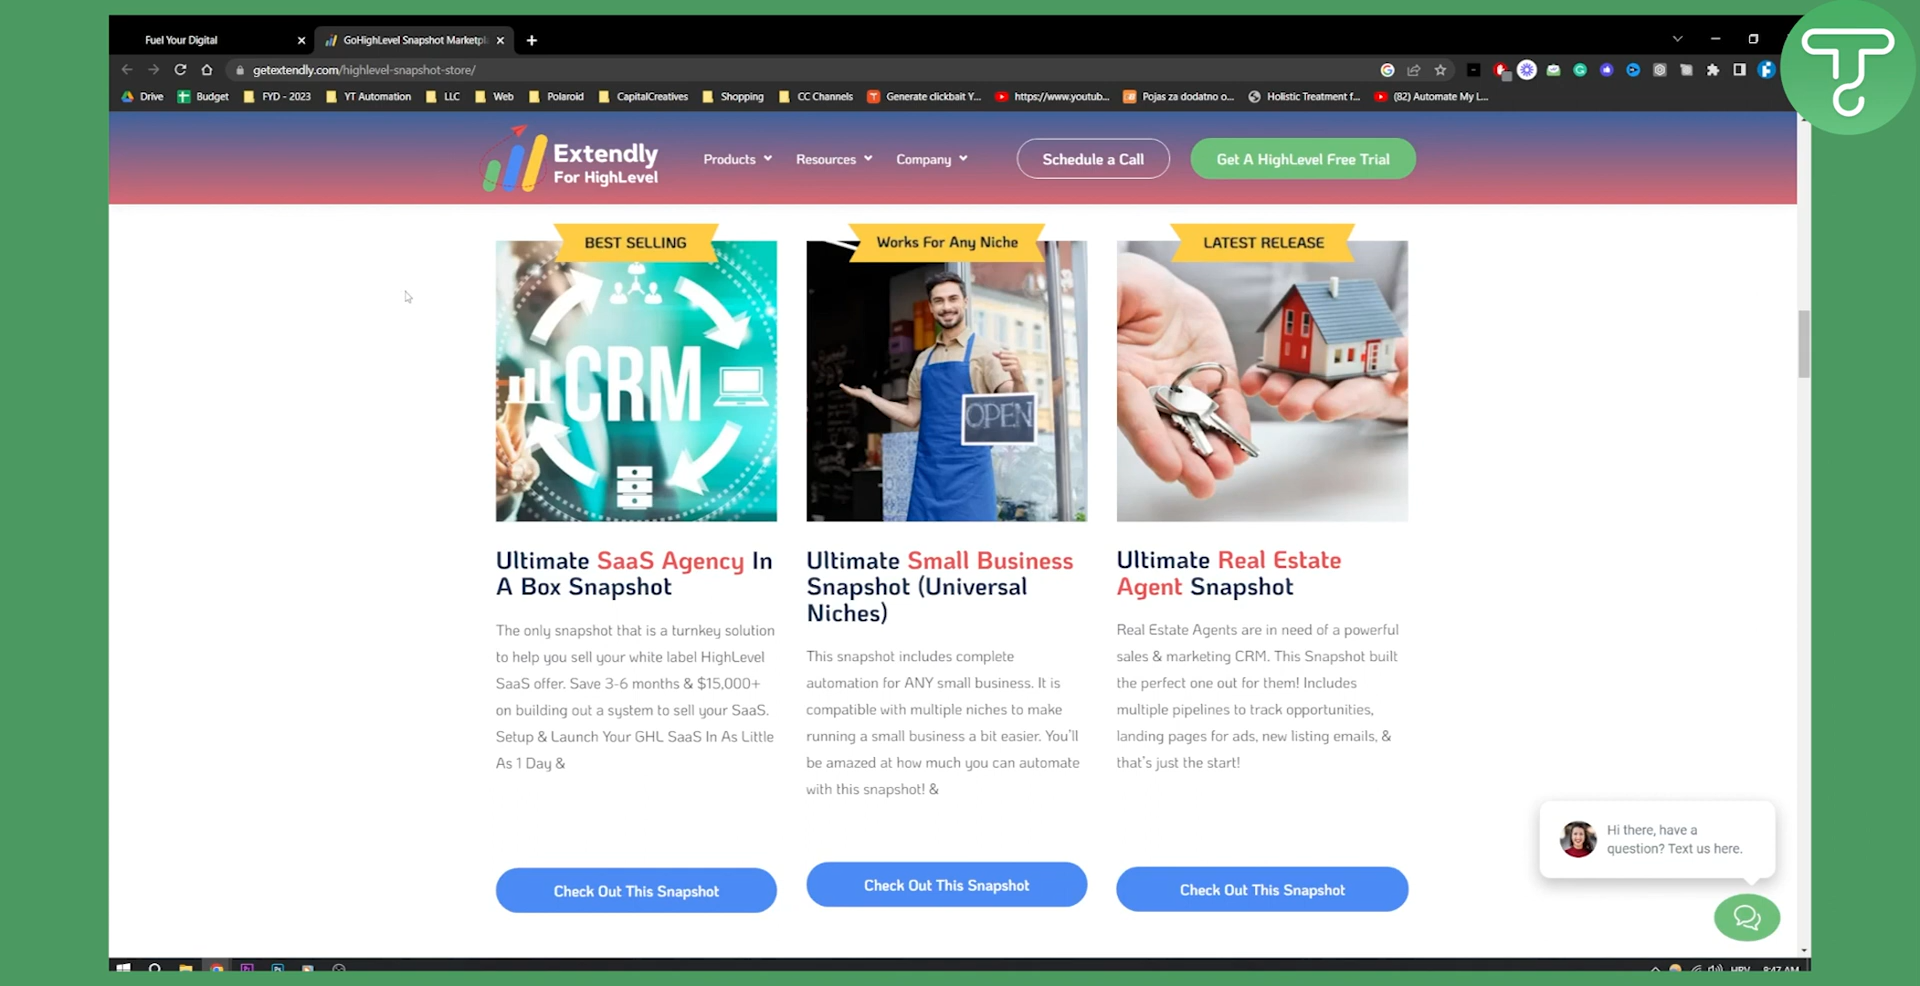 Fuel Your Digital
GoHighLevel Snapshot Marketpl
getextendly.com/highlevel-snapshot-store/
Drive Budget FYD - 2023 YT Automation LLC Web Polaroid CapitalCreatives Shopping CC Channels Generate clickbait Y... https://www.youtub... Pojas za dodatno o... Holistic Treatment f... (82) Automate My L...
Extendly
For HighLevel
Products Resources Company Schedule a Call Get A HighLevel Free Trial
BEST SELLING
CRM
Ultimate SaaS Agency In
A Box Snapshot
The only snapshot that is a turnkey solution
to help you sell your white label HighLevel
SaaS offer. Save 3-6 months & $15,000+
on building out a system to sell your SaaS.
Setup & Launch Your GHL SaaS In As Little
As 1 Day &
Check Out This Snapshot
Works For Any Niche
OPEN
Ultimate Small Business
Snapshot (Universal
Niches)
This snapshot includes complete
automation for ANY small business. It is
compatible with multiple niches to make
running a small business a bit easier. You'll
be amazed at how much you can automate
with this snapshot! &
Check Out This Snapshot
LATEST RELEASE
Ultimate Real Estate
Agent Snapshot
Real Estate Agents are in need of a powerful
sales & marketing CRM. This Snapshot built
the perfect one out for them! Includes
multiple pipelines to track opportunities,
landing pages for ads, new listing emails, &
that's just the start!
Check Out This Snapshot
Hi there, have a
question? Text us here.
HRV 8:47 AM